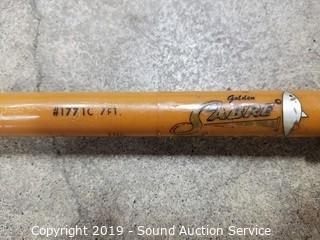 Golden
SABRE
#1771C 7FT.
Copyright 2019 - Sound Auction Service